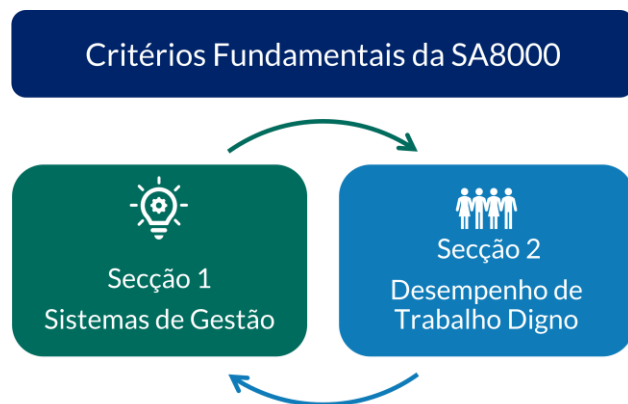 Critérios Fundamentais da SA8000
Secção 1
Sistemas de Gestão
Secção 2
Desempenho de
Trabalho Digno